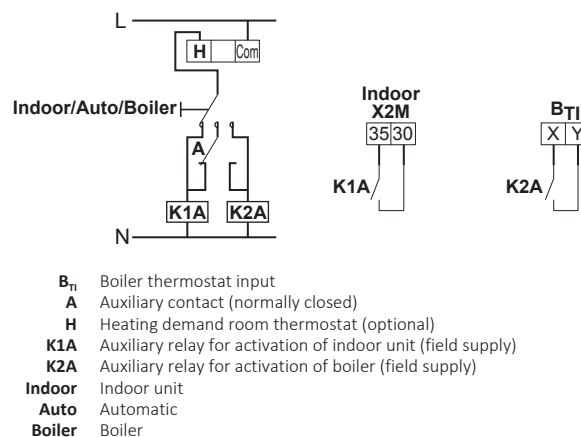 L
H Com
Indoor/Auto/Boiler
A
K1A K2A
N
Indoor
X2M
35 30
K1A
BTI
X Y
K2A
BTI Boiler thermostat input
A Auxiliary contact (normally closed)
H Heating demand room thermostat (optional)
K1A Auxiliary relay for activation of indoor unit (field supply)
K2A Auxiliary relay for activation of boiler (field supply)
Indoor Indoor unit
Auto Automatic
Boiler Boiler